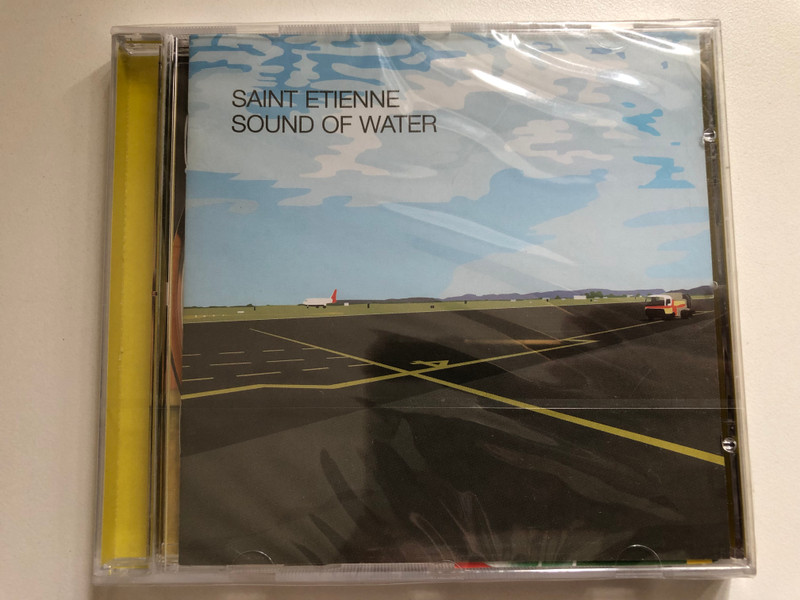 SAINT ETIENNE
SOUND OF WATER